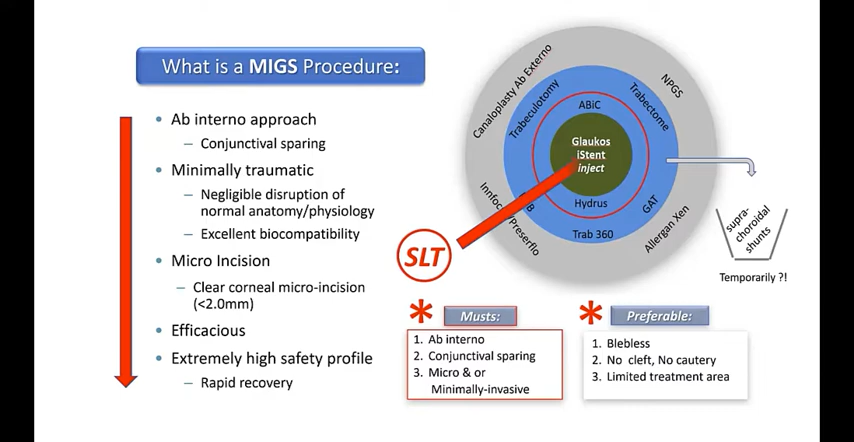 What is a MIGS Procedure:
• Ab interno approach
– Conjunctival sparing
• Minimally traumatic
– Negligible disruption of
normal anatomy/physiology
– Excellent biocompatibility
• Micro Incision
– Clear corneal micro-incision
(<2.0mm)
• Efficacious
• Extremely high safety profile
– Rapid recovery
Canaloplasty Ab Externo
NPGS
Trabeculotomy
ABiC
Trabectome
Glaukos
iStent
inject
Hydrus
GAT
Trab 360
Allergan Xen
SLT
supra-
choroidal
shunts
Temporarily ?!
* Musts:
1. Ab interno
2. Conjunctival sparing
3. Micro & or
Minimally-invasive
* Preferable:
1. Blebless
2. No cleft, No cautery
3. Limited treatment area